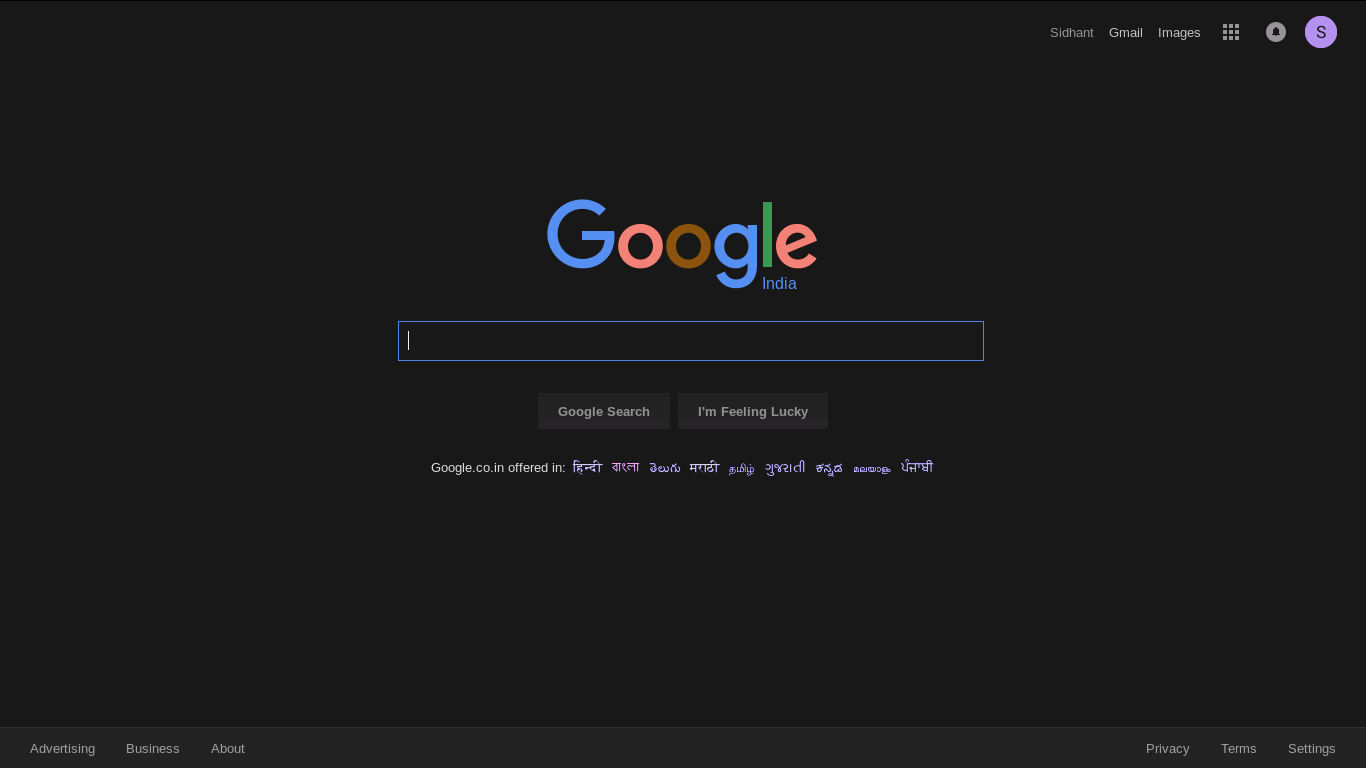 Sidhant Gmail Images S
Google
India
Google Search I'm Feeling Lucky
Google.co.in offered in: हिन्दी বাংলা తెలుగు मराठी தமிழ் ગુજરાતી ಕನ್ನಡ മലയാളം ਪੰਜਾਬੀ
Advertising Business About Privacy Terms Settings